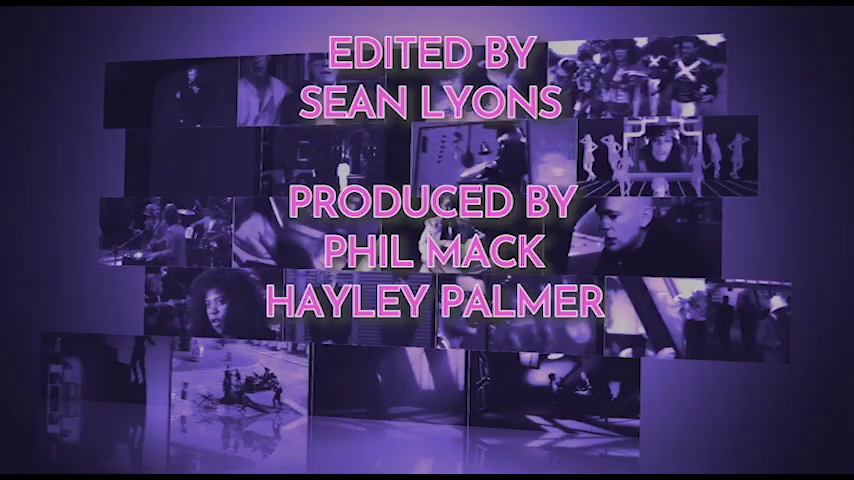 EDITED BY
SEAN LYONS
PRODUCED BY
PHIL MACK
HAYLEY PALMER